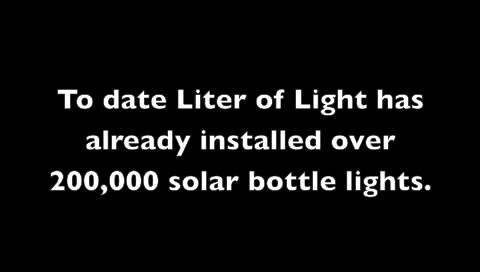 To date Liter of Light has
already installed over
200,000 solar bottle lights.